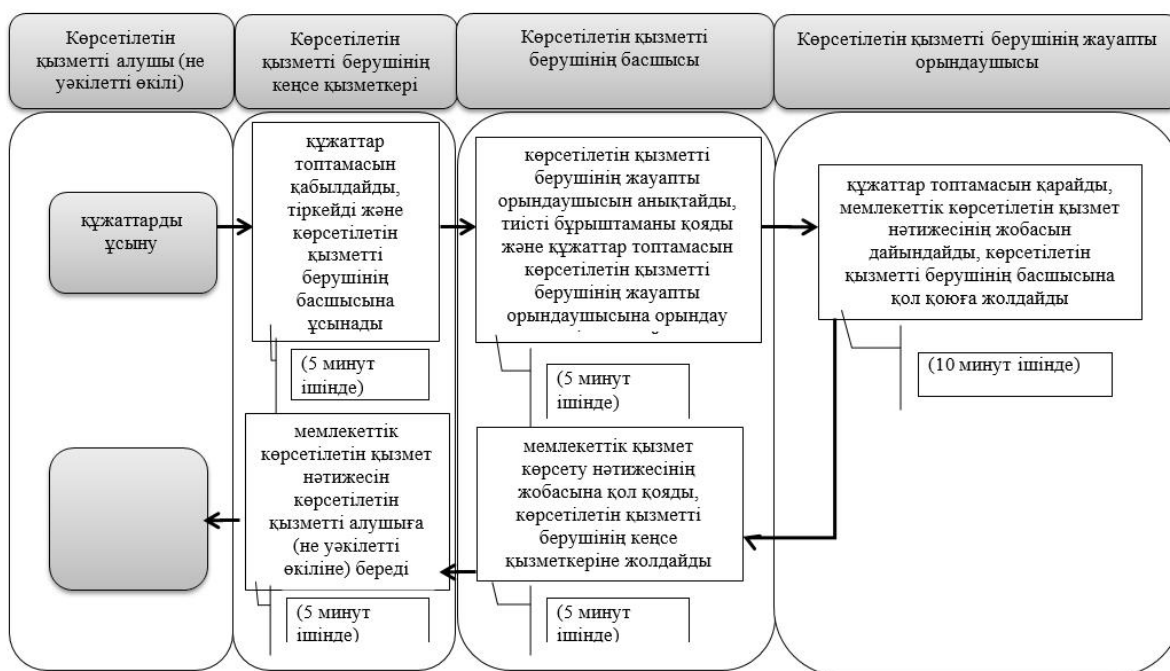 Көрсетілетін
қызметті алушы (не
уәкілетті өкілі)
Көрсетілетін
қызметті берушінің
кеңсе қызметкері
Көрсетілетін қызметті
берушінің басшысы
Көрсетілетін қызметті берушінің жауапты
орындаушысы
құжаттарды
ұсыну
құжаттар
топтамасын
қабылдайды,
тіркейді және
көрсетілетін
қызметті
берушінің
басшысына
ұсынады
(5 минут
ішінде)
көрсетілетін қызметті
берушінің жауапты
орындаушысын анықтайды,
тиісті бұрыштаманы қояды
және құжаттар топтамасын
көрсетілетін қызметті
берушінің жауапты
орындаушысына орындау
(5 минут
ішінде)
құжаттар топтамасын қарайды,
мемлекеттік көрсетілетін қызмет
нәтижесінің жобасын
дайындайды, көрсетілетін
қызметті берушінің басшысына
қол қоюға жолдайды
(10 минут ішінде)
мемлекеттік
көрсетілетін қызмет
нәтижесін
көрсетілетін
қызметті алушыға
(не уәкілетті
өкіліне) береді
(5 минут
ішінде)
мемлекеттік қызмет
көрсету нәтижесінің
жобасына қол қояды,
көрсетілетін қызметті
берушінің кеңсе
қызметкеріне жолдайды
(5 минут
ішінде)